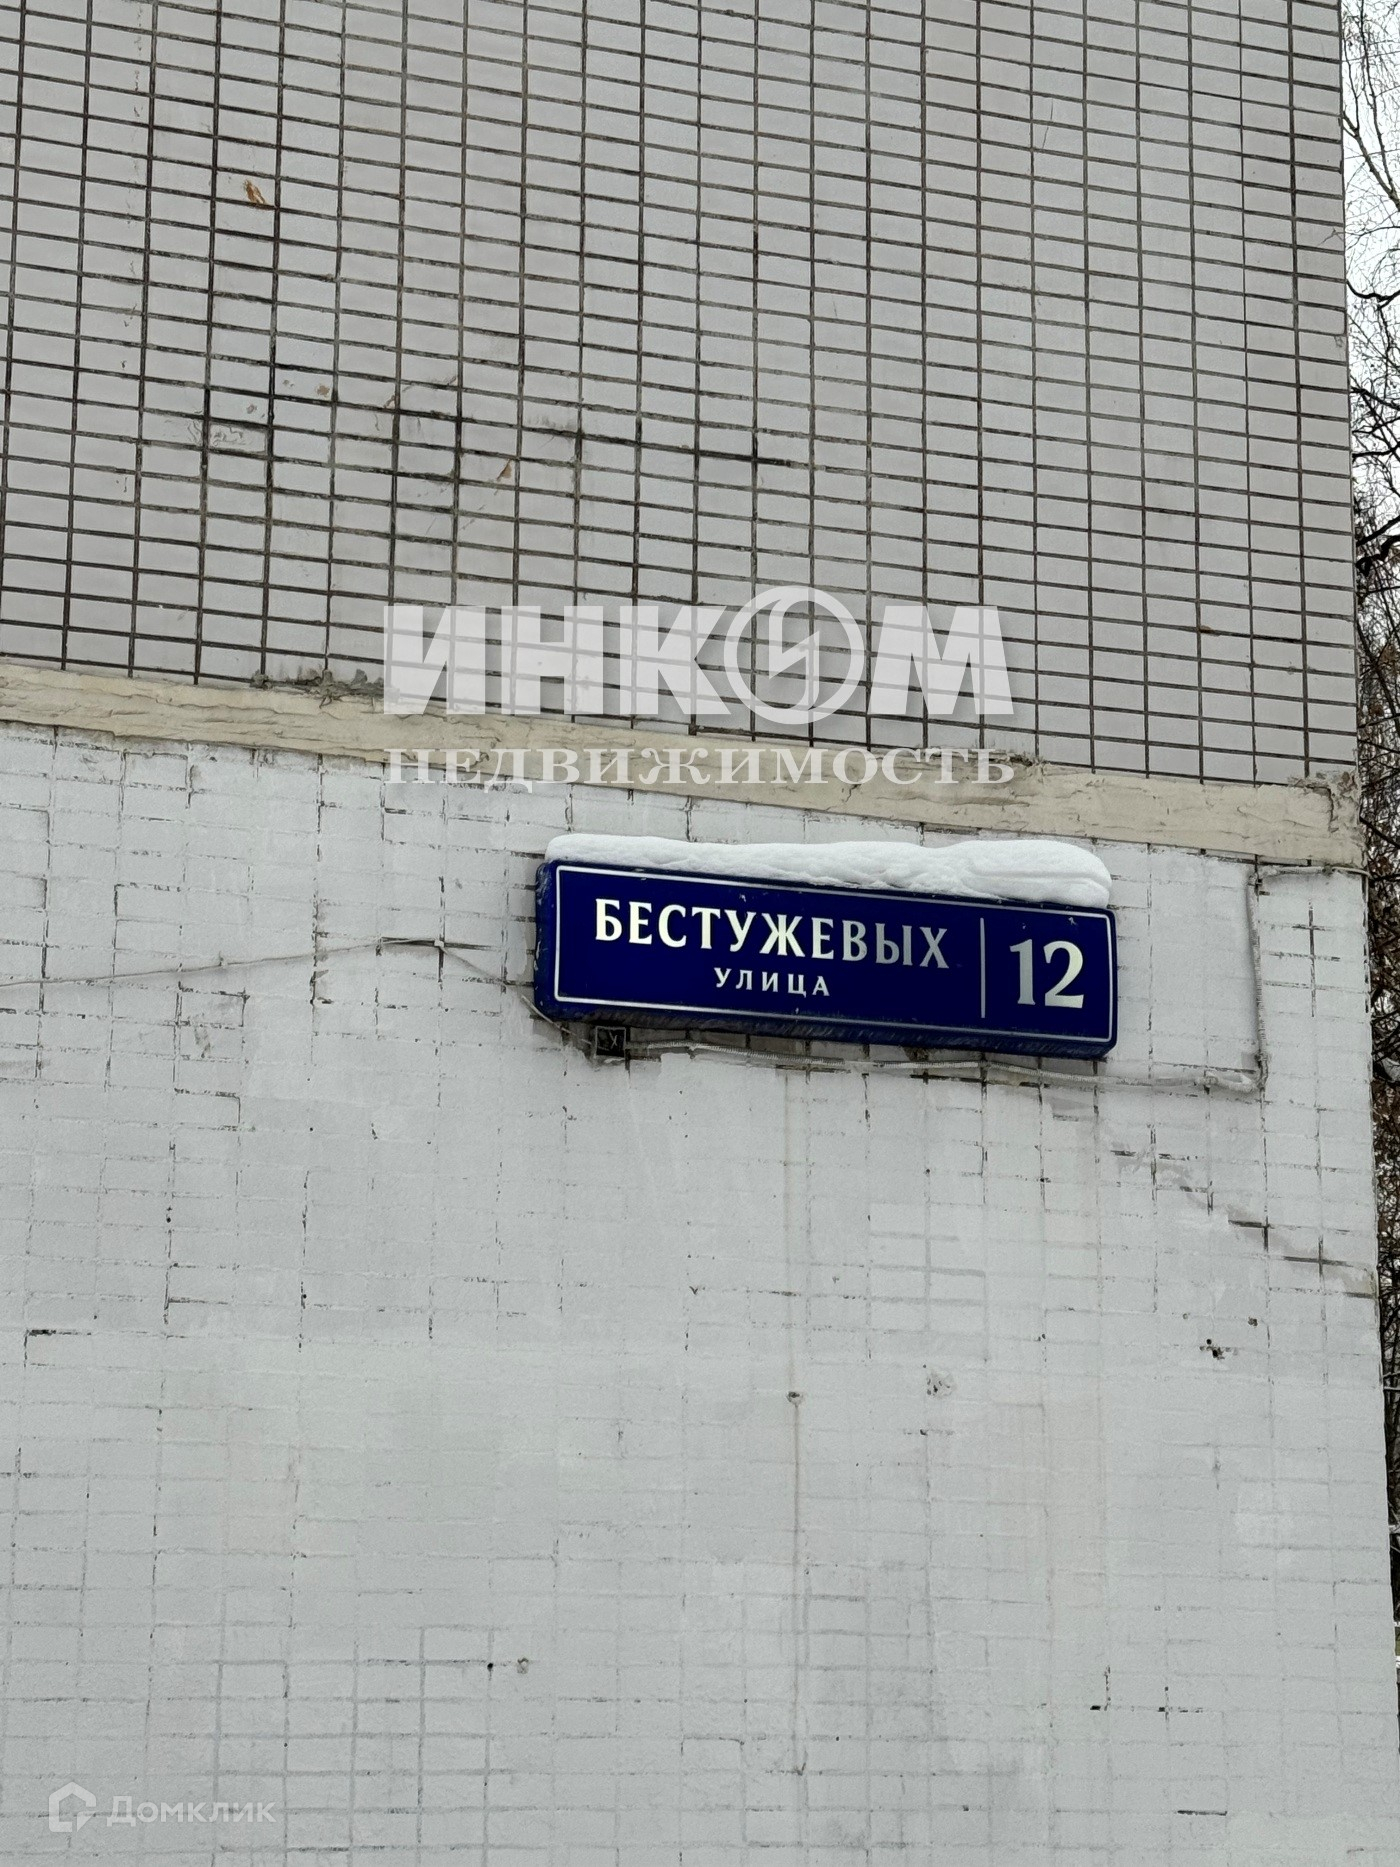 ИНКОМ
НЕДВИЖИМОСТЬ
БЕСТУЖЕВЫХ
УЛИЦА
12
Домклик